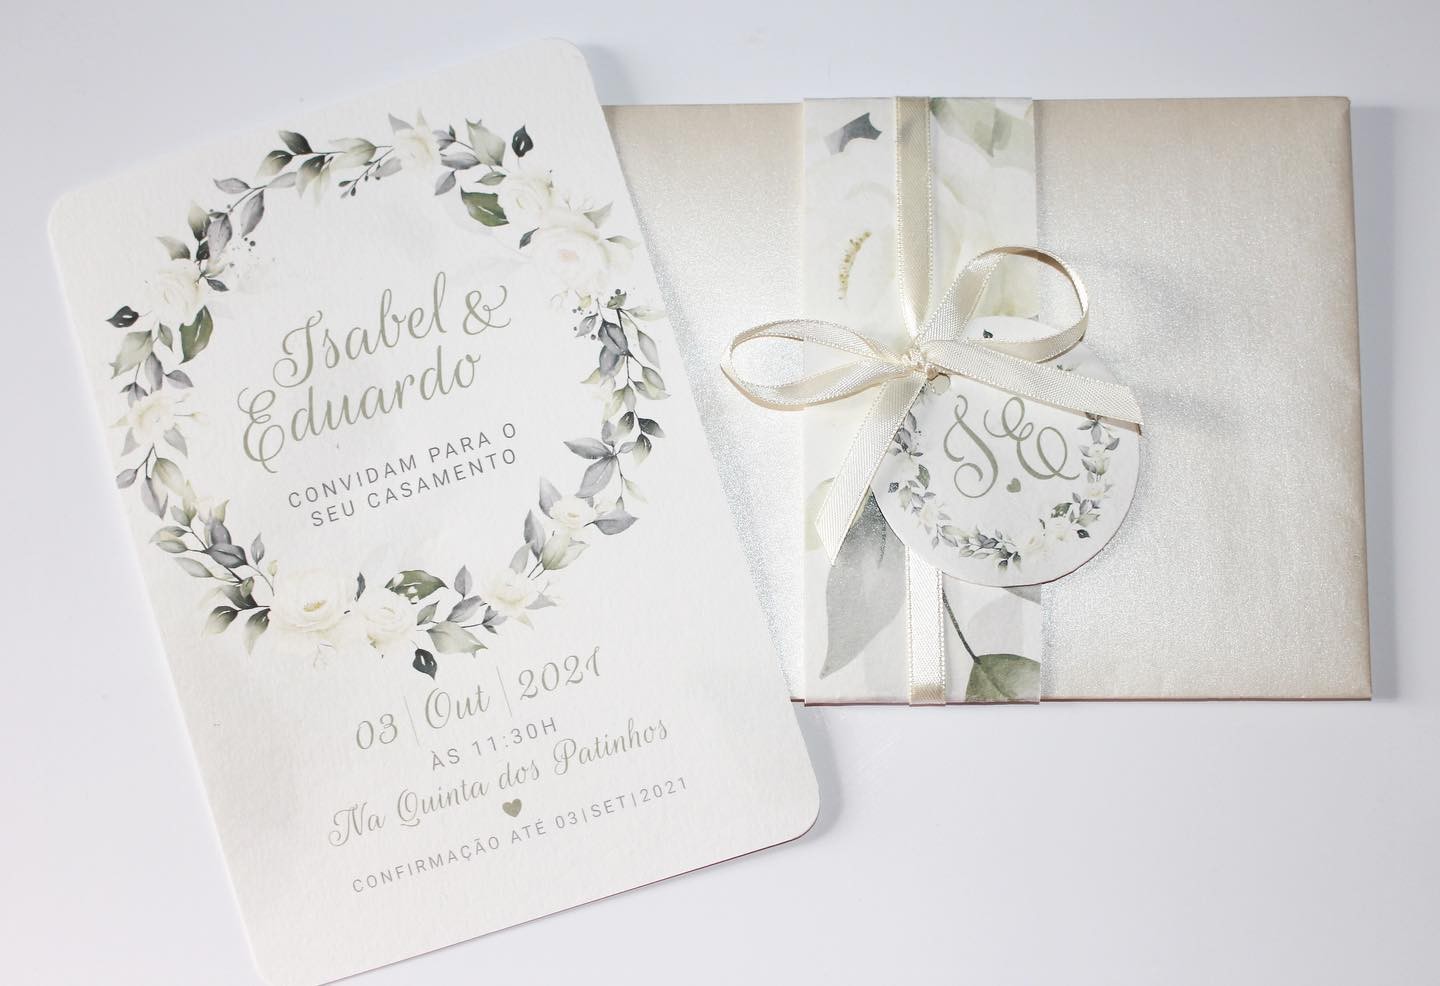 Isabel &
Eduardo
CONVIDAM PARA O
SEU CASAMENTO
03 | Out | 2021
ÀS 11:30H
Na Quinta dos Patinhos
CONFIRMAÇÃO ATÉ 03|SET|2021
I E